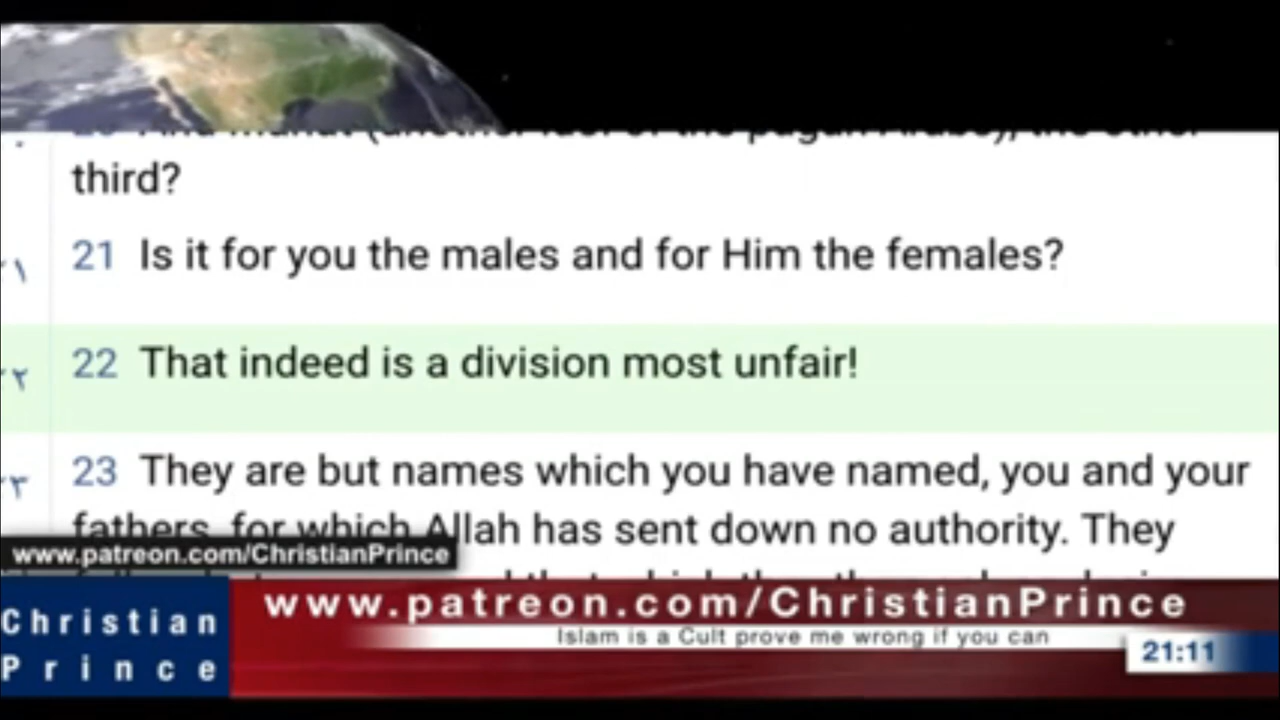 third?
21 Is it for you the males and for Him the females?
22 That indeed is a division most unfair!
23 They are but names which you have named, you and your
fathers, for which Allah has sent down no authority. They
www.patreon.com/ChristianPrince
Christian
Prince
www.patreon.com/ChristianPrince
Islam is a Cult prove me wrong if you can
21:11